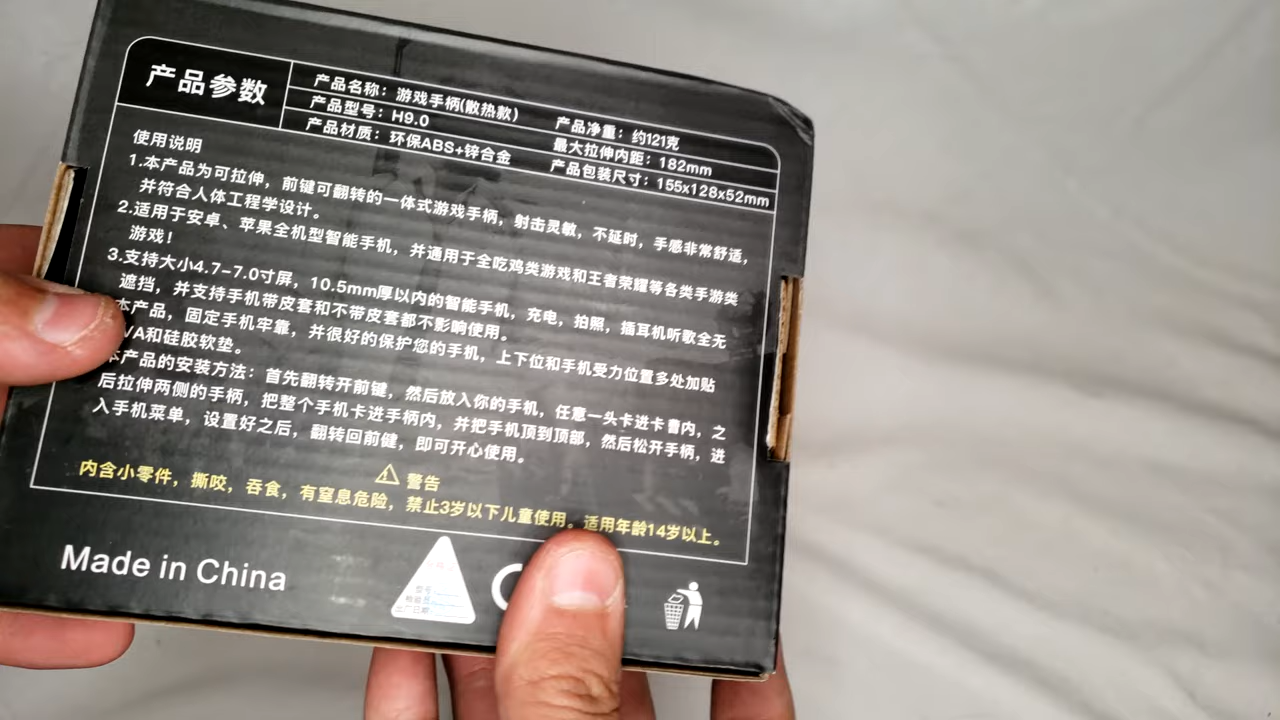 产品参数
产品名称：游戏手柄(散热款) 产品净重：约121克
产品型号：H9.0 最大拉伸内距：182mm
产品材质：环保ABS+锌合金 产品包装尺寸：155x128x52mm
使用说明
1.本产品为可拉伸，前键可翻转的一体式游戏手柄，射击灵敏，不延时，手感非常舒适，
并符合人体工程学设计。
2.适用于安卓、苹果全机型智能手机，并通用于全吃鸡类游戏和王者荣耀等各类手游类
游戏！
3.支持大小4.7-7.0寸屏，10.5mm厚以内的智能手机，充电，拍照，插耳机听歌全无
遮挡，并支持手机带皮套和不带皮套都不影响使用。
本产品，固定手机牢靠，并很好的保护您的手机，上下位和手机受力位置多处加贴
VA和硅胶软垫。
本产品的安装方法：首先翻转开前键，然后放入你的手机，任意一头卡进卡曹内，之
后拉伸两侧的手柄，把整个手机卡进手柄内，并把手机顶到顶部，然后松开手柄，进
入手机菜单，设置好之后，翻转回前健，即可开心使用。
警告
内含小零件，撕咬，吞食，有窒息危险，禁止3岁以下儿童使用。适用年龄14岁以上。
Made in China